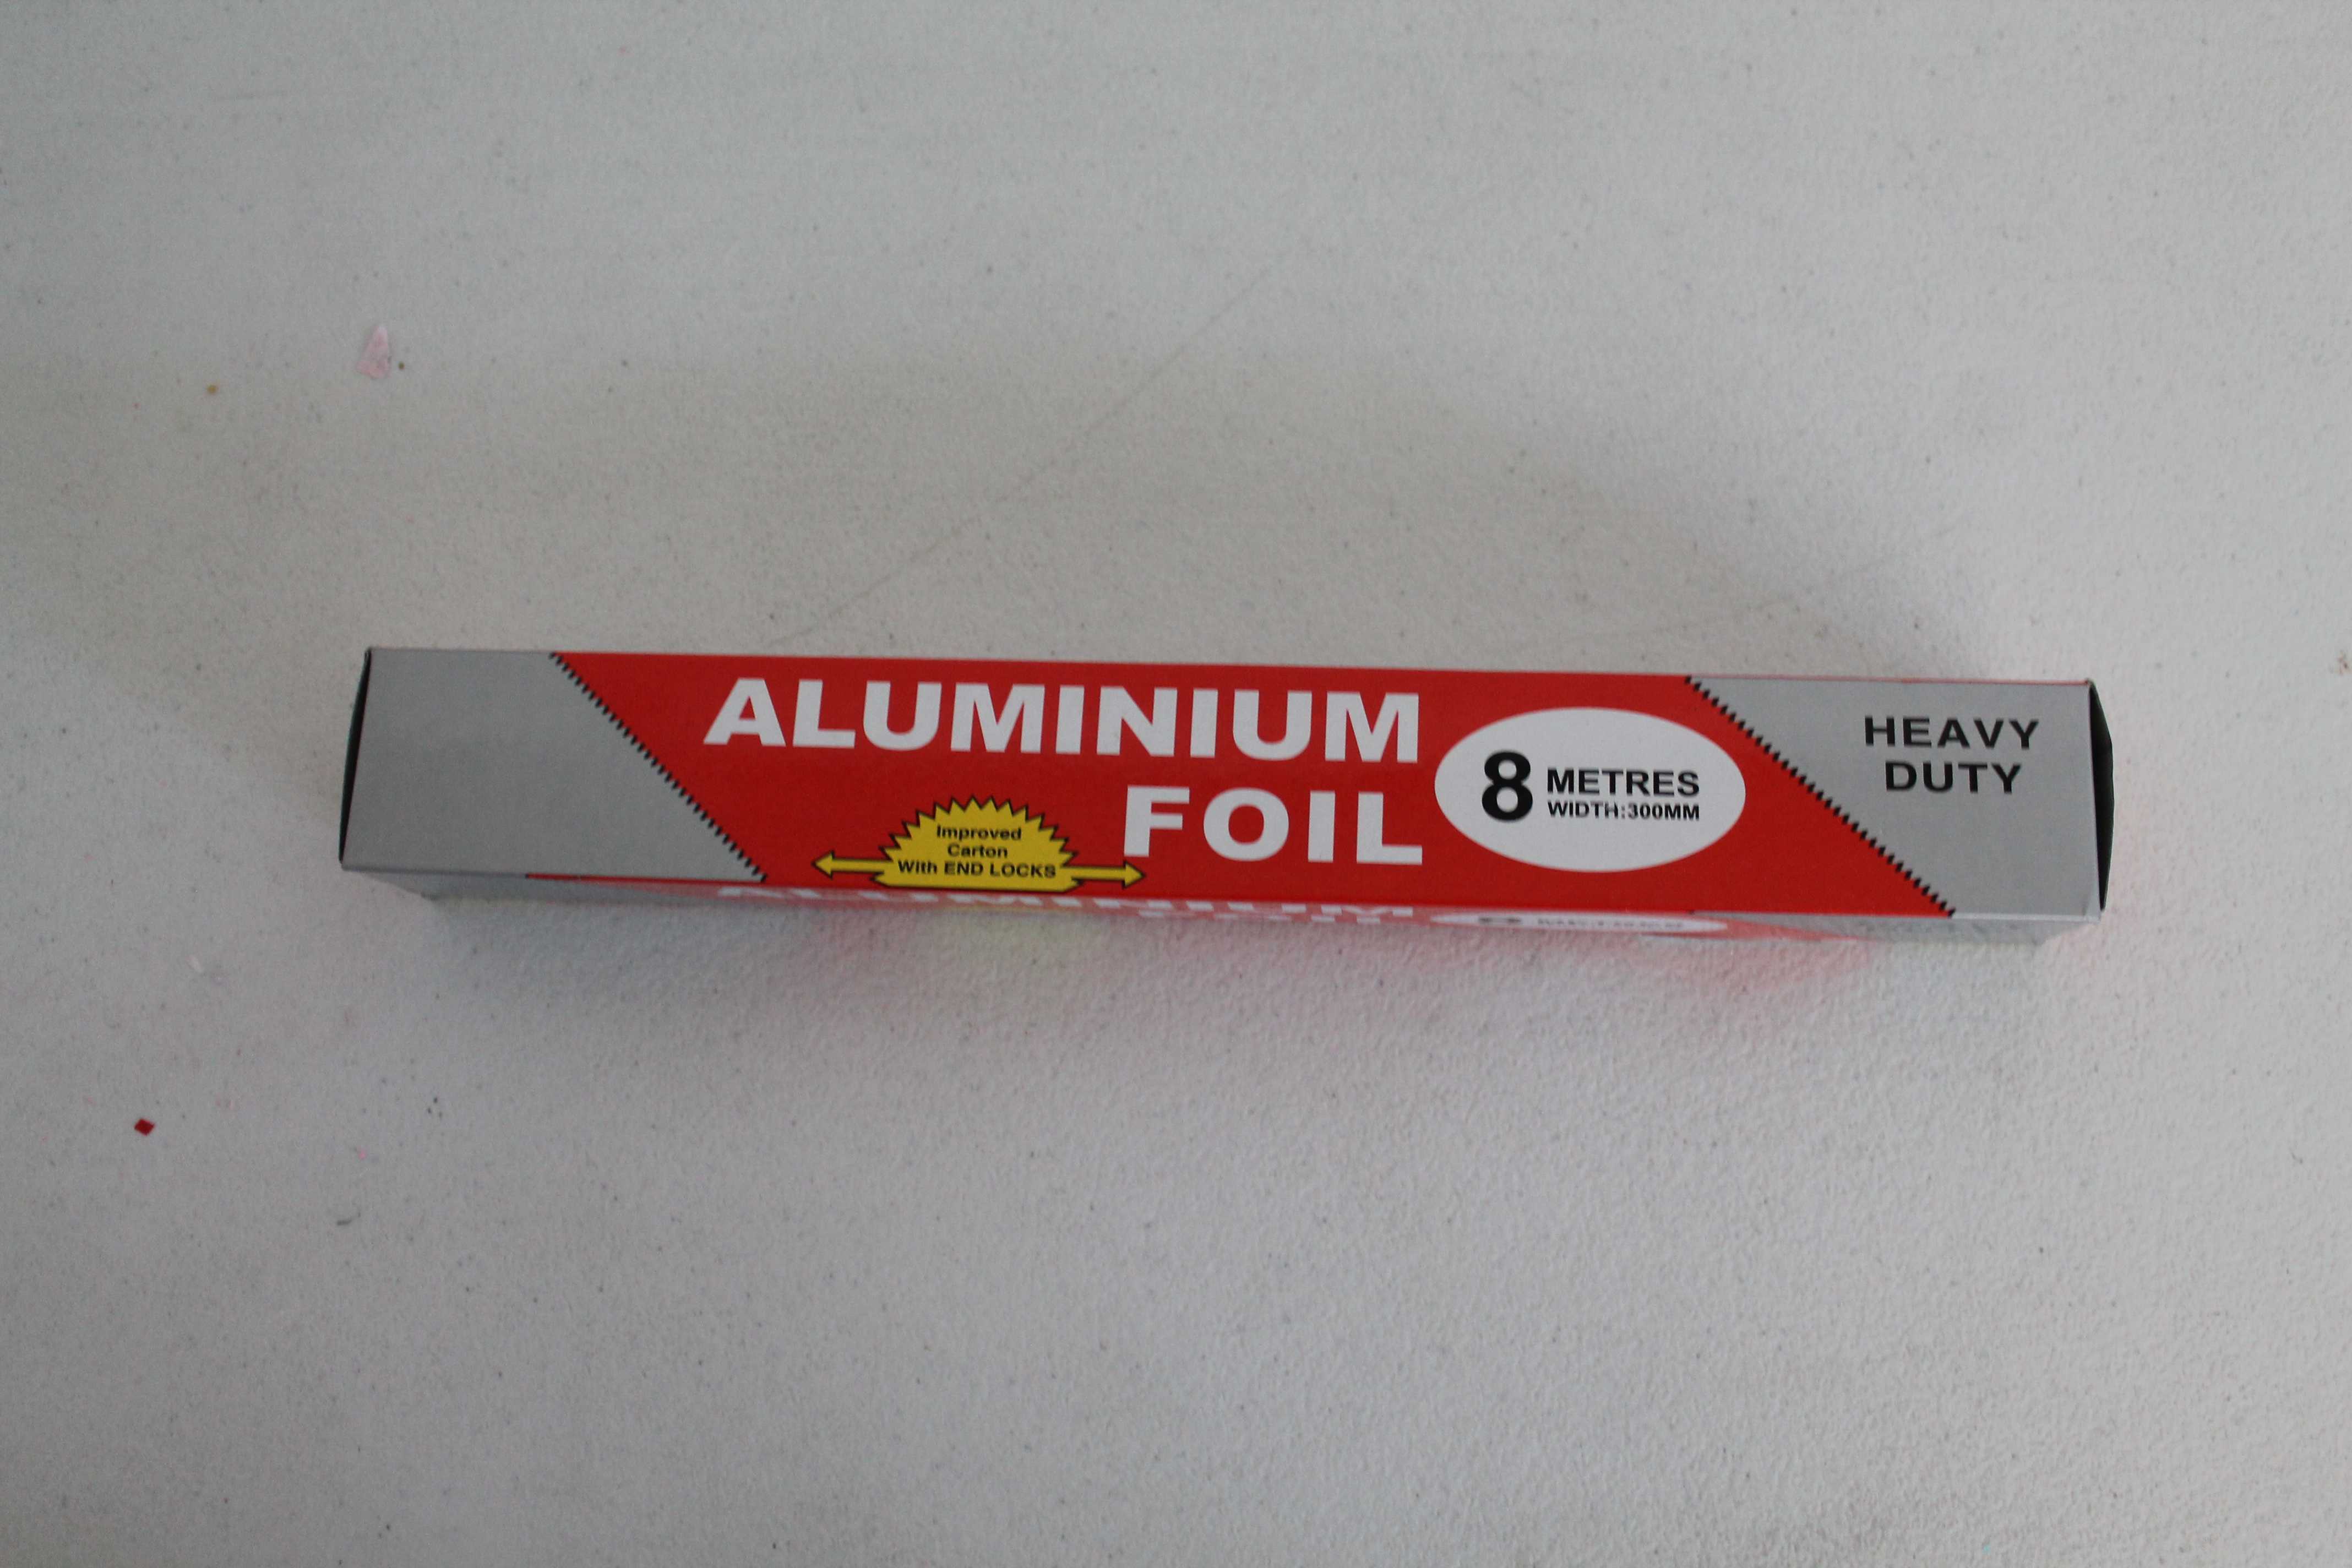 ALUMINIUM
FOIL
8 METRES
WIDTH:300MM
HEAVY
DUTY
Improved
Carton
With END LOCKS